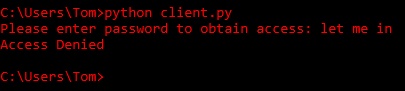 C:\Users\Tom>python client.py
Please enter password to obtain access: let me in
Access Denied
C:\Users\Tom>